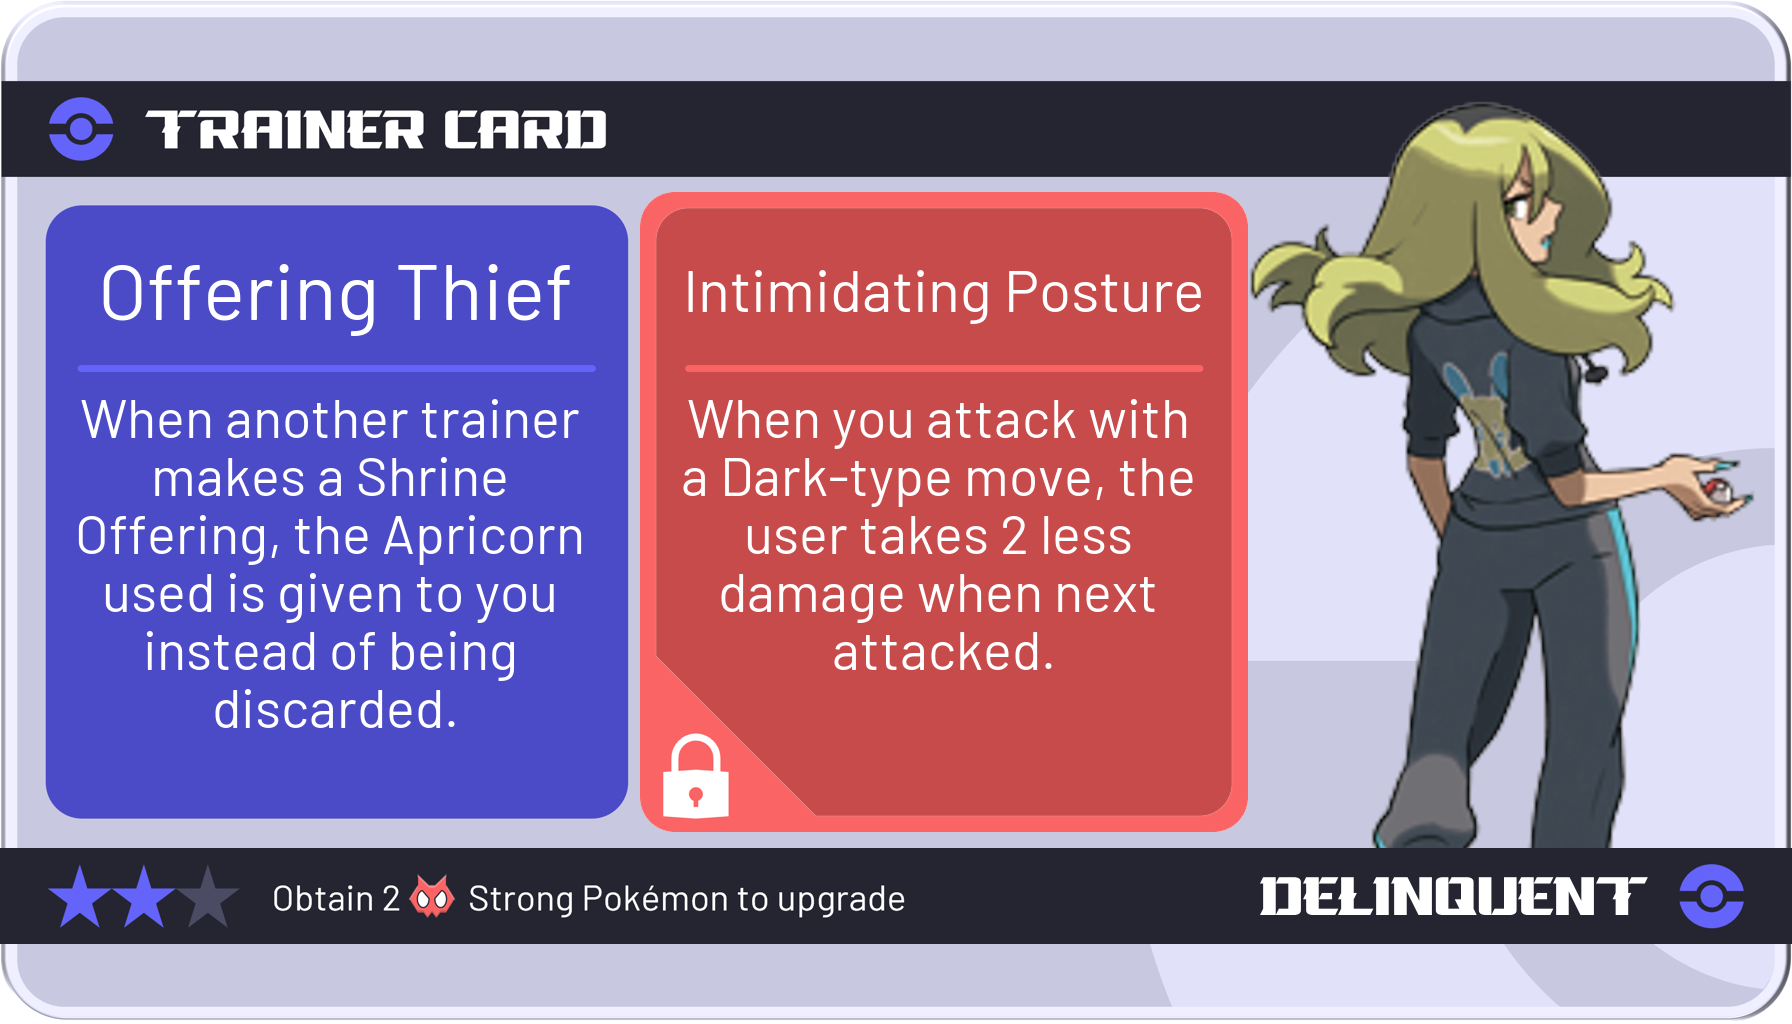 TRAINER CARD
Offering Thief
When another trainer
makes a Shrine
Offering, the Apricorn
used is given to you
instead of being
discarded.
Intimidating Posture
When you attack with
a Dark-type move, the
user takes 2 less
damage when next
attacked.
Obtain 2 Strong Pokémon to upgrade
DELINQUENT